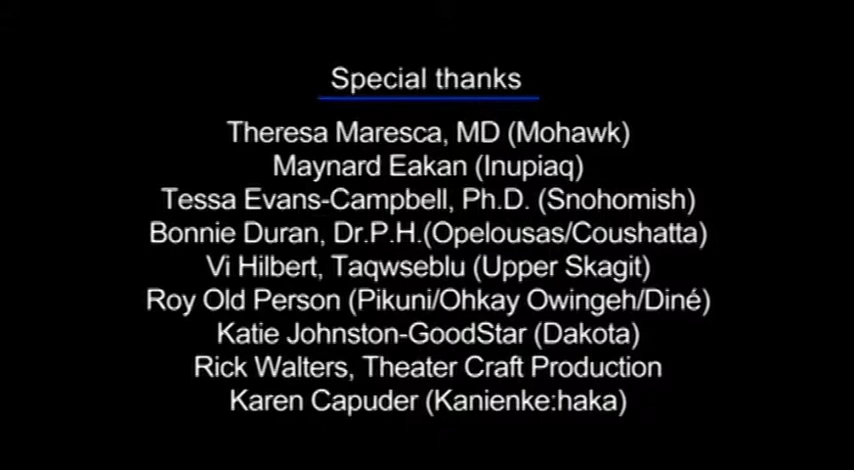 Special thanks
Theresa Maresca, MD (Mohawk)
Maynard Eakan (Inupiaq)
Tessa Evans-Campbell, Ph.D. (Snohomish)
Bonnie Duran, Dr.P.H.(Opelousas/Coushatta)
Vi Hilbert, Taqwseblu (Upper Skagit)
Roy Old Person (Pikuni/Ohkay Owingeh/Diné)
Katie Johnston-GoodStar (Dakota)
Rick Walters, Theater Craft Production
Karen Capuder (Kanienke:haka)